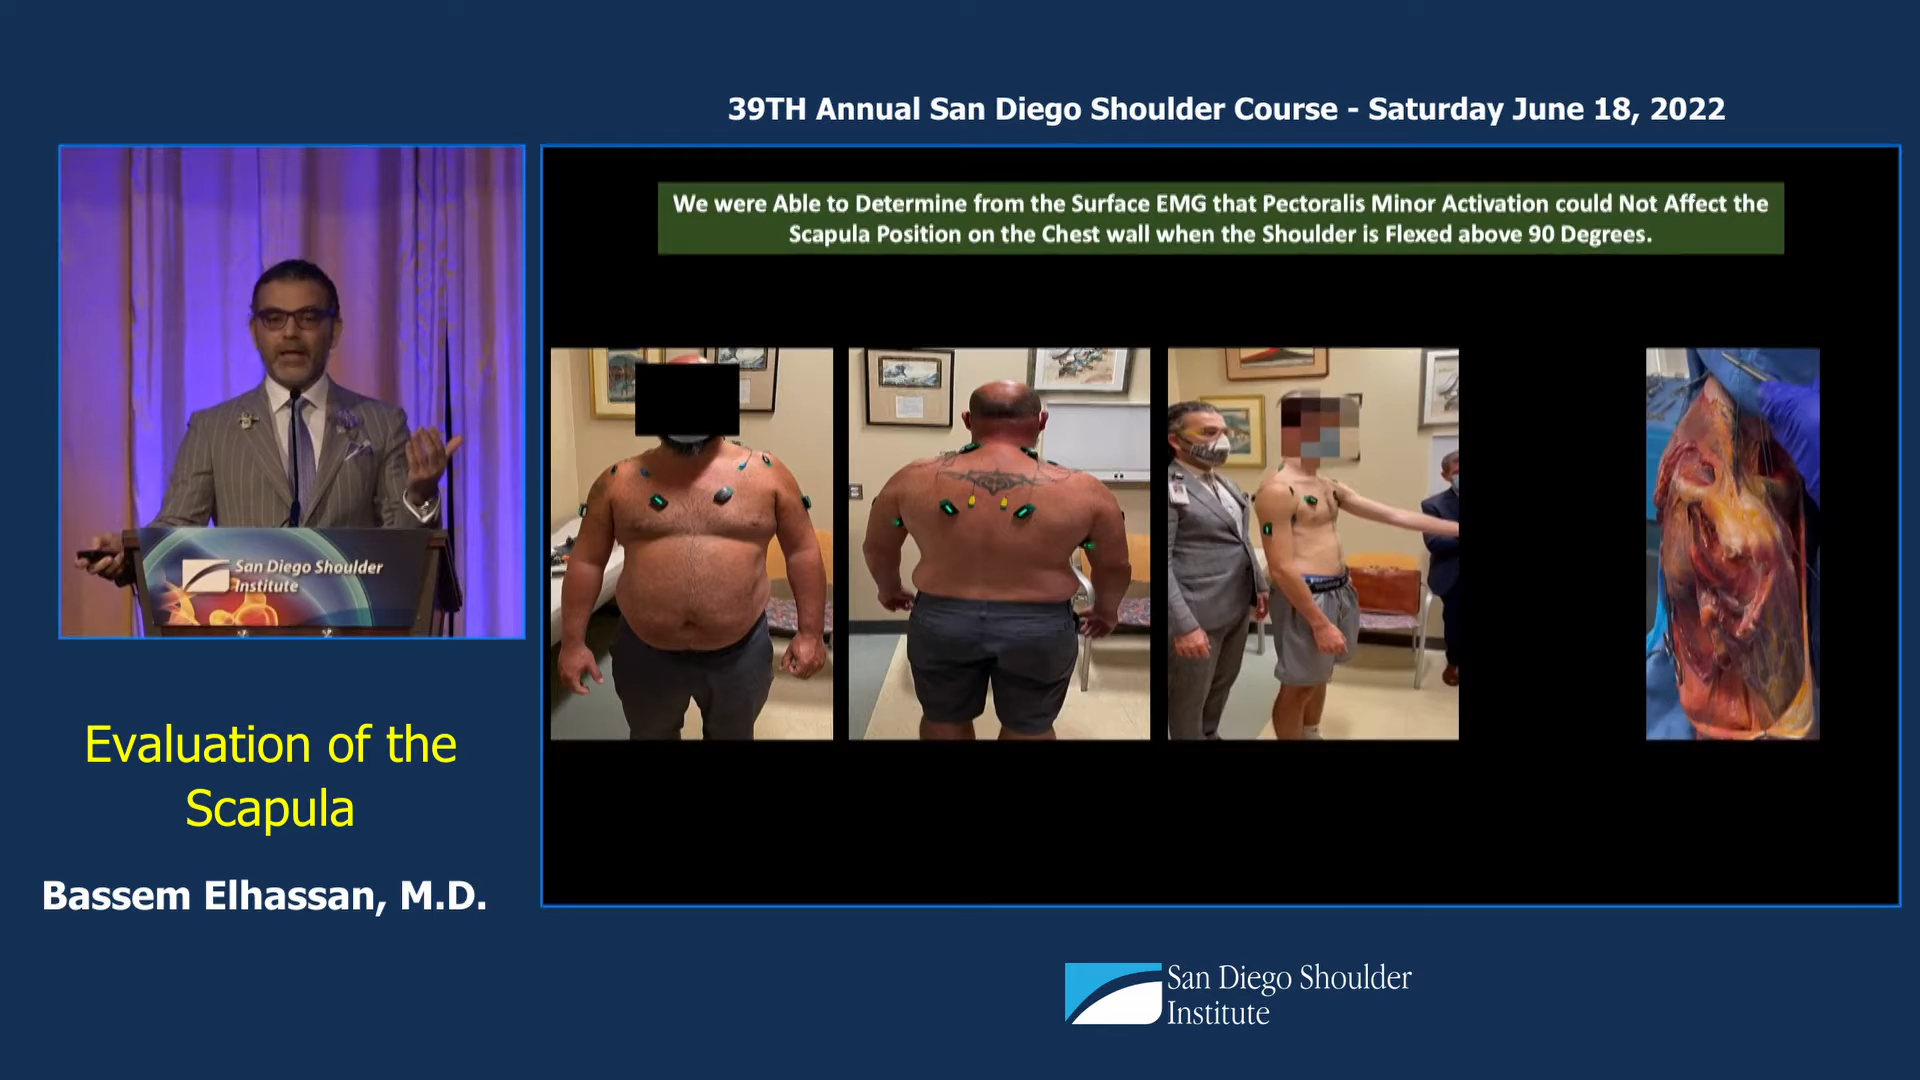 39TH Annual San Diego Shoulder Course - Saturday June 18, 2022
We were Able to Determine from the Surface EMG that Pectoralis Minor Activation could Not Affect the
Scapula Position on the Chest wall when the Shoulder is Flexed above 90 Degrees.
San Diego Shoulder
Institute
Evaluation of the
Scapula
Bassem Elhassan, M.D.
San Diego Shoulder
Institute